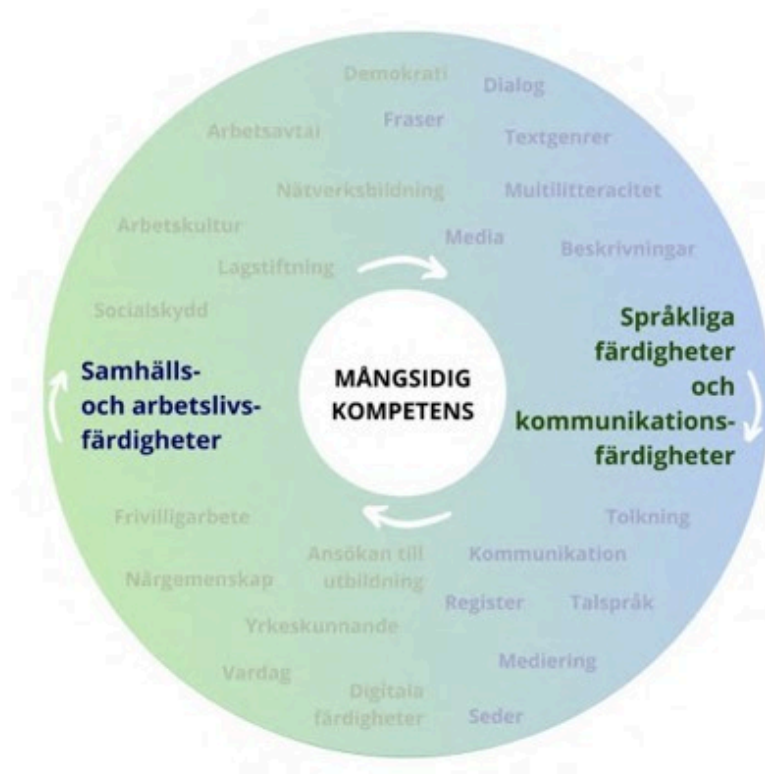 Demokrati
Dialog
Fraser
Arbetsavtal
Textgenrer
Nätverksbildning
Multilitteracitet
Arbetskultur
Media
Beskrivningar
Lagstiftning
Socialskydd
Språkliga
färdigheter
och
kommunikations-
färdigheter
Samhälls-
och arbetslivs-
färdigheter
MÅNGSIDIG
KOMPETENS
Frivilligarbete
Tolkning
Ansökan till
utbildning
Kommunikation
Närgemenskap
Register
Talspråk
Yrkeskunnande
Mediering
Vardag
Digitala
färdigheter
Seder